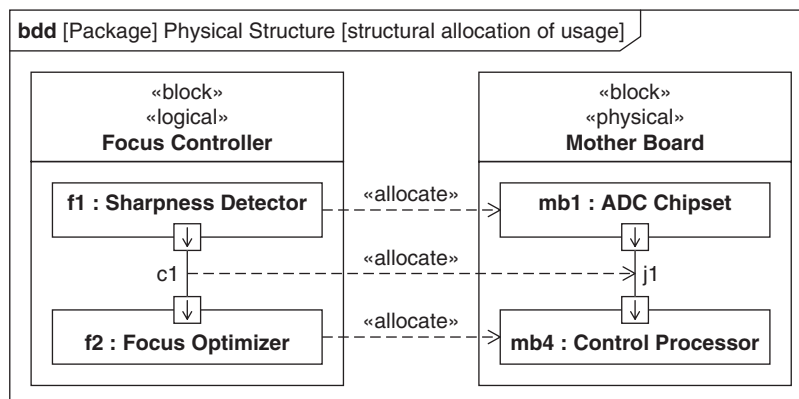 bdd [Package] Physical Structure [structural allocation of usage]
«block»
«logical»
Focus Controller
f1 : Sharpness Detector
c1
f2 : Focus Optimizer
«allocate»
«allocate»
«allocate»
«block»
«physical»
Mother Board
mb1 : ADC Chipset
j1
mb4 : Control Processor